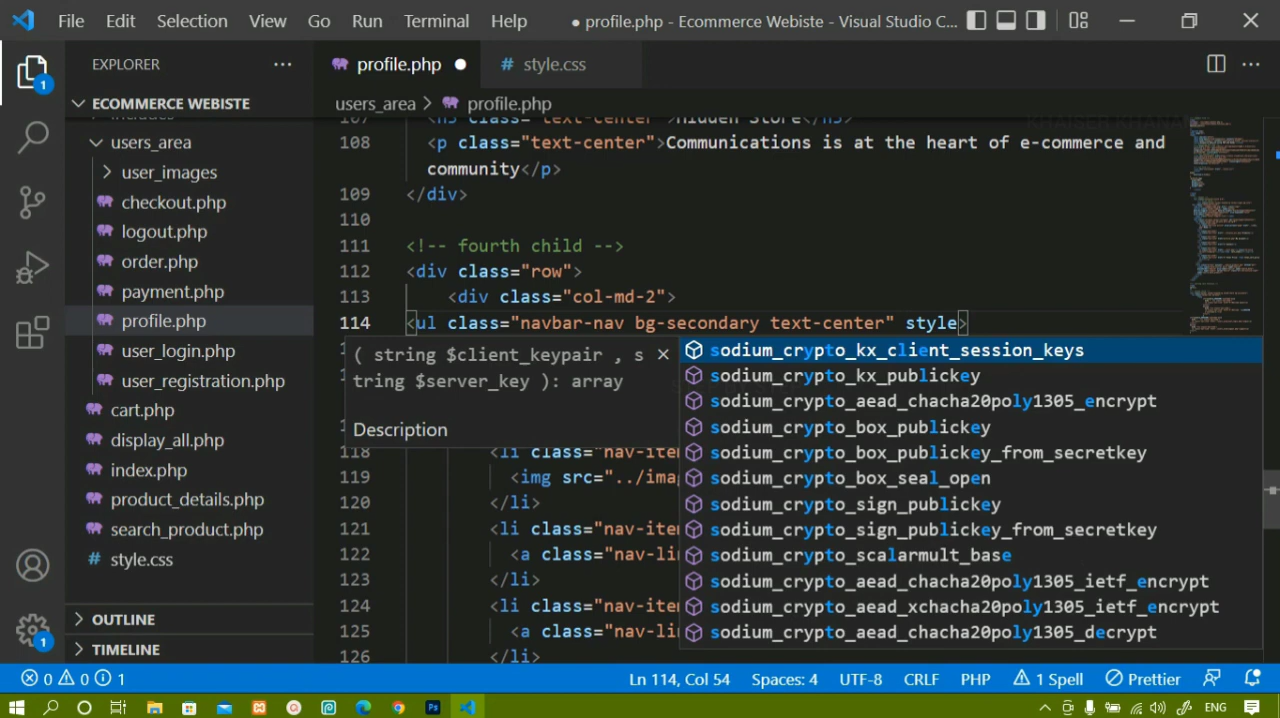 File Edit Selection View Go Run Terminal Help ● profile.php - Ecommerce Webiste - Visual Studio C...
EXPLORER
profile.php
# style.css
ECOMMERCE WEBISTE
users_area > profile.php
users_area
user_images
checkout.php
logout.php
order.php
payment.php
profile.php
user_login.php
user_registration.php
cart.php
display_all.php
index.php
product_details.php
search_product.php
# style.css
OUTLINE
TIMELINE
108 <p class="text-center">Communications is at the heart of e-commerce and
community</p>
109 </div>
110
111 <!-- fourth child -->
112 <div class="row">
113 <div class="col-md-2">
114 <ul class="navbar-nav bg-secondary text-center" style>
( string $client_keypair , s
tring $server_key ): array
Description
sodium_crypto_kx_client_session_keys
sodium_crypto_kx_publickey
sodium_crypto_aead_chacha20poly1305_encrypt
sodium_crypto_box_publickey
sodium_crypto_box_publickey_from_secretkey
sodium_crypto_box_seal_open
sodium_crypto_sign_publickey
sodium_crypto_sign_publickey_from_secretkey
sodium_crypto_scalarmult_base
sodium_crypto_aead_chacha20poly1305_ietf_encrypt
sodium_crypto_aead_xchacha20poly1305_ietf_encrypt
sodium_crypto_aead_chacha20poly1305_decrypt
118 <li class="nav-item
119 <img src="../ima
120 </li>
121 <li class="nav-item
122 <a class="nav-li
123 </li>
124 <li class="nav-item
125 <a class="nav-li
126 </li>
0 0 1 Ln 114, Col 54 Spaces: 4 UTF-8 CRLF PHP 1 Spell Prettier
ENG